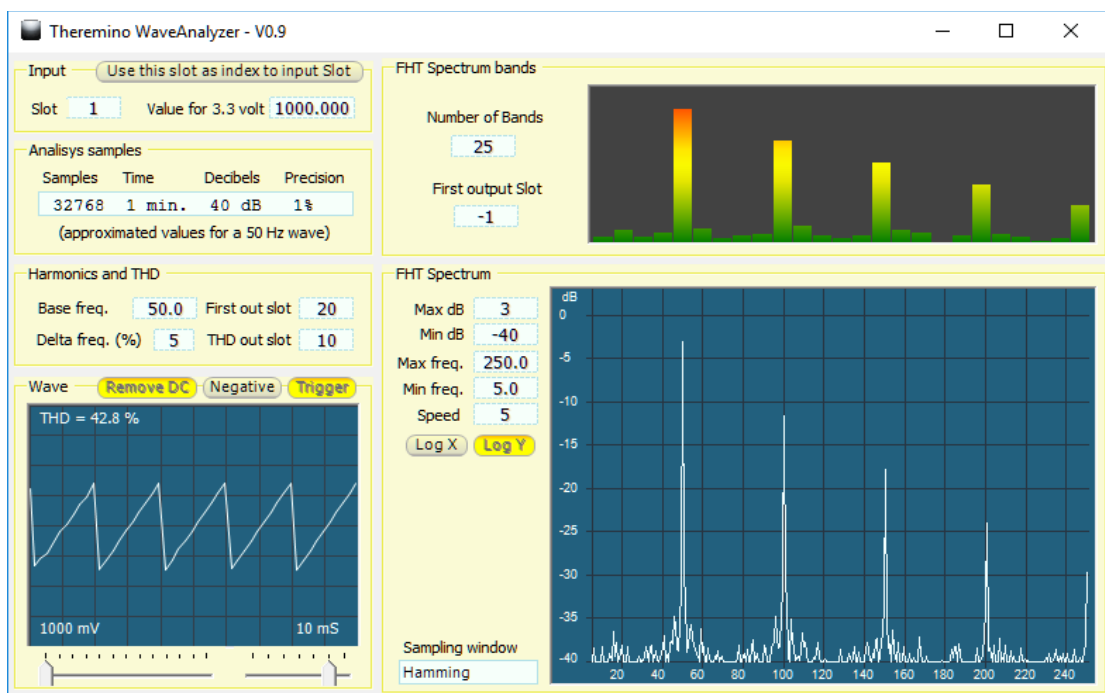 Theremino WaveAnalyzer - V0.9
Input
Use this slot as index to input Slot
Slot 1 Value for 3.3 volt 1000.000
Analisys samples
Samples Time Decibels Precision
32768 1 min. 40 dB 1%
(approximated values for a 50 Hz wave)
Harmonics and THD
Base freq. 50.0 First out slot 20
Delta freq. (%) 5 THD out slot 10
Wave Remove DC Negative Trigger
THD = 42.8 %
1000 mV 10 mS
FHT Spectrum bands
Number of Bands
25
First output Slot
-1
FHT Spectrum
Max dB 3
Min dB -40
Max freq. 250.0
Min freq. 5.0
Speed 5
Log X Log Y
Sampling window
Hamming
dB
0
-5
-10
-15
-20
-25
-30
-35
-40
20 40 60 80 100 120 140 160 180 200 220 240